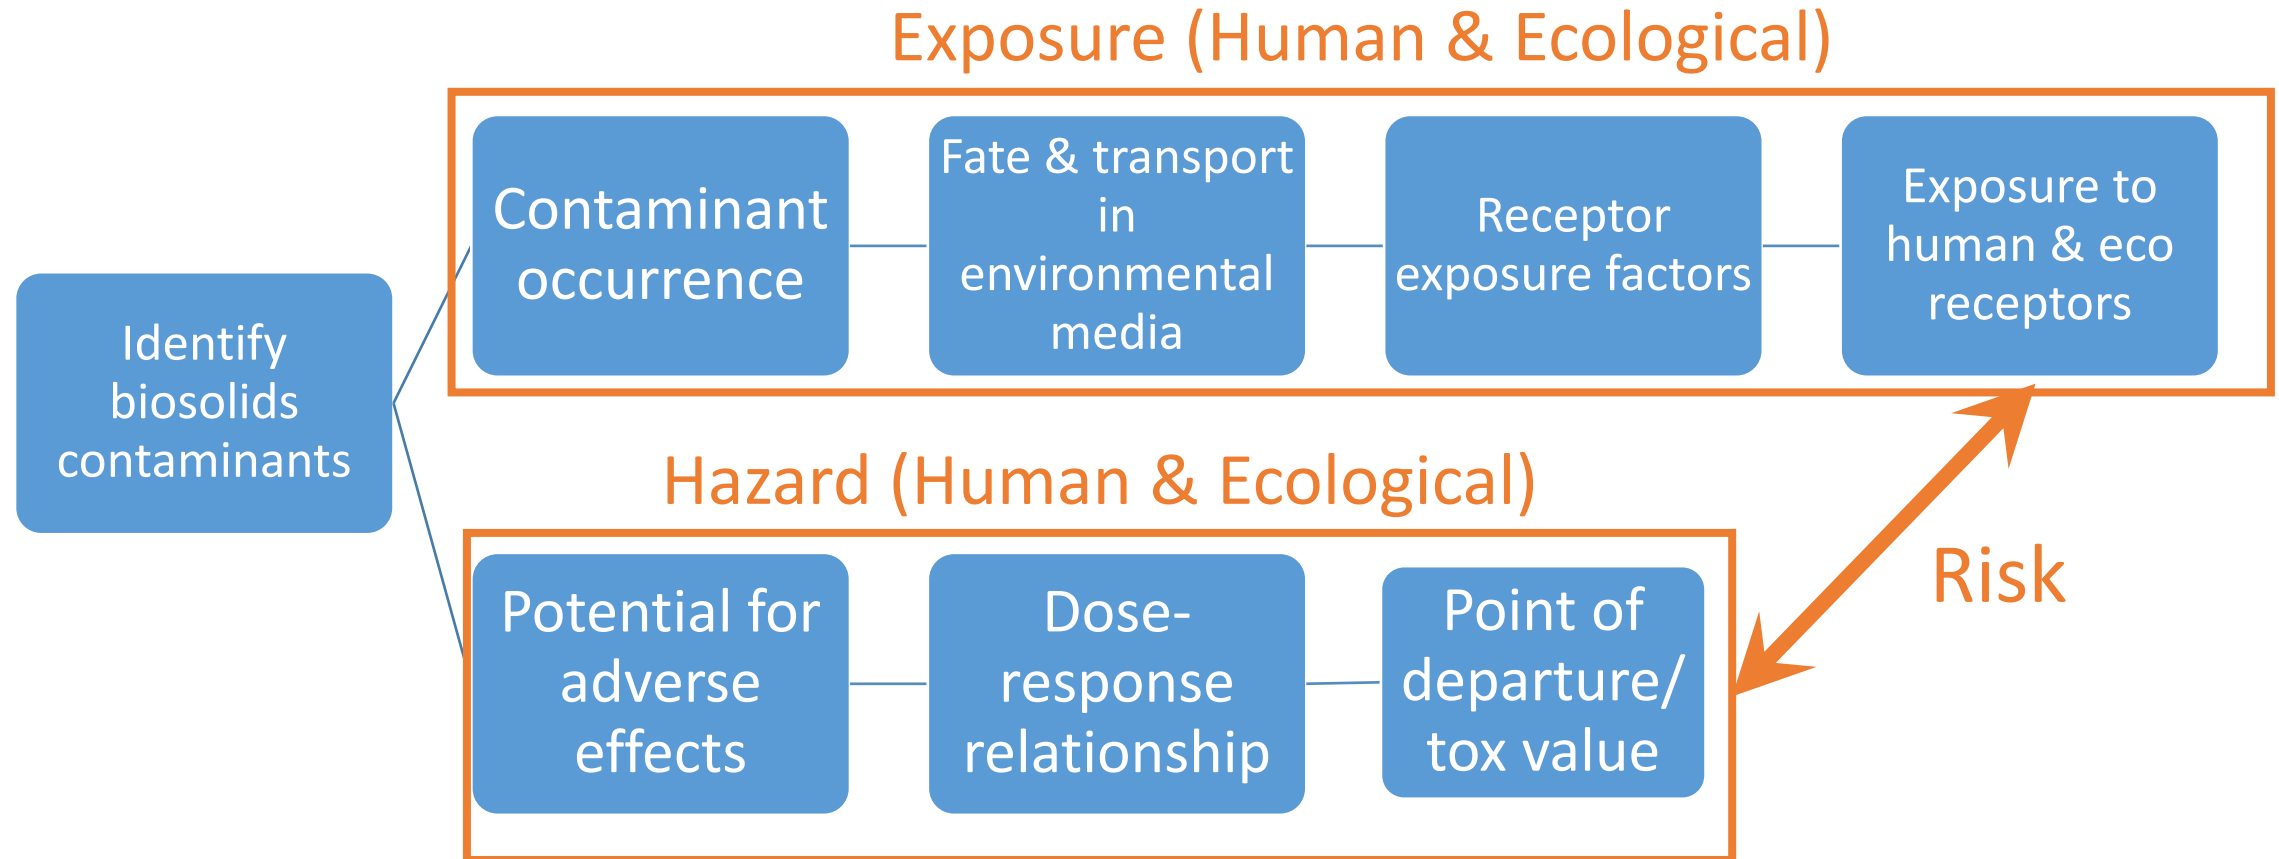 Exposure (Human & Ecological)
Contaminant
occurrence
Fate & transport
in
environmental
media
Receptor
exposure factors
Exposure to
human & eco
receptors
Identify
biosolids
contaminants
Hazard (Human & Ecological)
Potential for
adverse
effects
Dose-
response
relationship
Point of
departure/
tox value
Risk